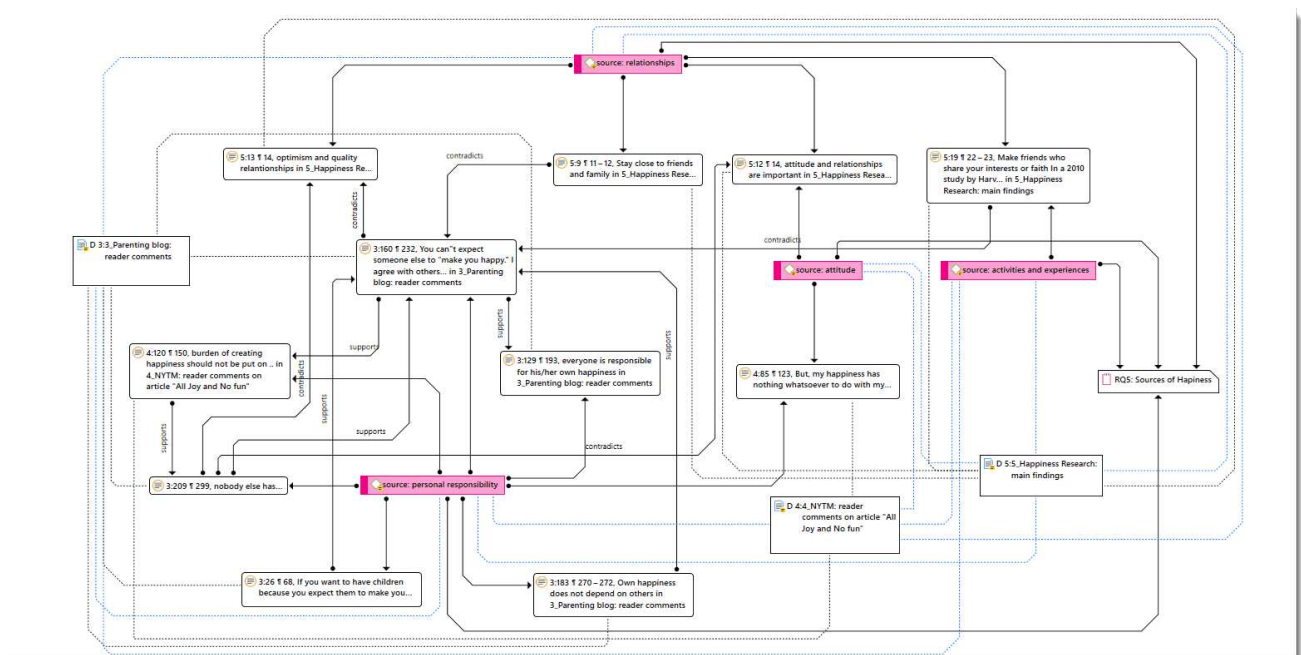 source: relationships
5:13 ¶ 14, optimism and quality
relantionships in 5_Happiness Re...
contradicts
5:9 ¶ 11 – 12, Stay close to friends
and family in 5_Happiness Rese...
5:12 ¶ 14, attitude and relationships
are important in 5_Happiness Resea...
5:19 ¶ 22 – 23, Make friends who
share your interests or faith In a 2010
study by Harv... in 5_Happiness
Research: main findings
contradicts
D 3:3_Parenting blog:
reader comments
3:160 ¶ 232, You can"t expect
someone else to "make you happy." I
agree with others... in 3_Parenting
blog: reader comments
contradicts
source: attitude
source: activities and experiences
supports
supports
supports
4:120 ¶ 150, burden of creating
happiness should not be put on .. in
4_NYTM: reader comments on
article "All Joy and No fun"
contradicts
3:129 ¶ 193, everyone is responsible
for his/her own happiness in
3_Parenting blog: reader comments
4:85 ¶ 123, But, my happiness has
nothing whatsoever to do with my...
RQ5: Sources of Hapiness
supports
supports
supports
contradicts
3:209 ¶ 299, nobody else has...
source: personal responsibility
D 5:5_Happiness Research:
main findings
D 4:4_NYTM: reader
comments on article "All
Joy and No fun"
3:26 ¶ 68, If you want to have children
because you expect them to make you...
3:183 ¶ 270 – 272, Own happiness
does not depend on others in
3_Parenting blog: reader comments